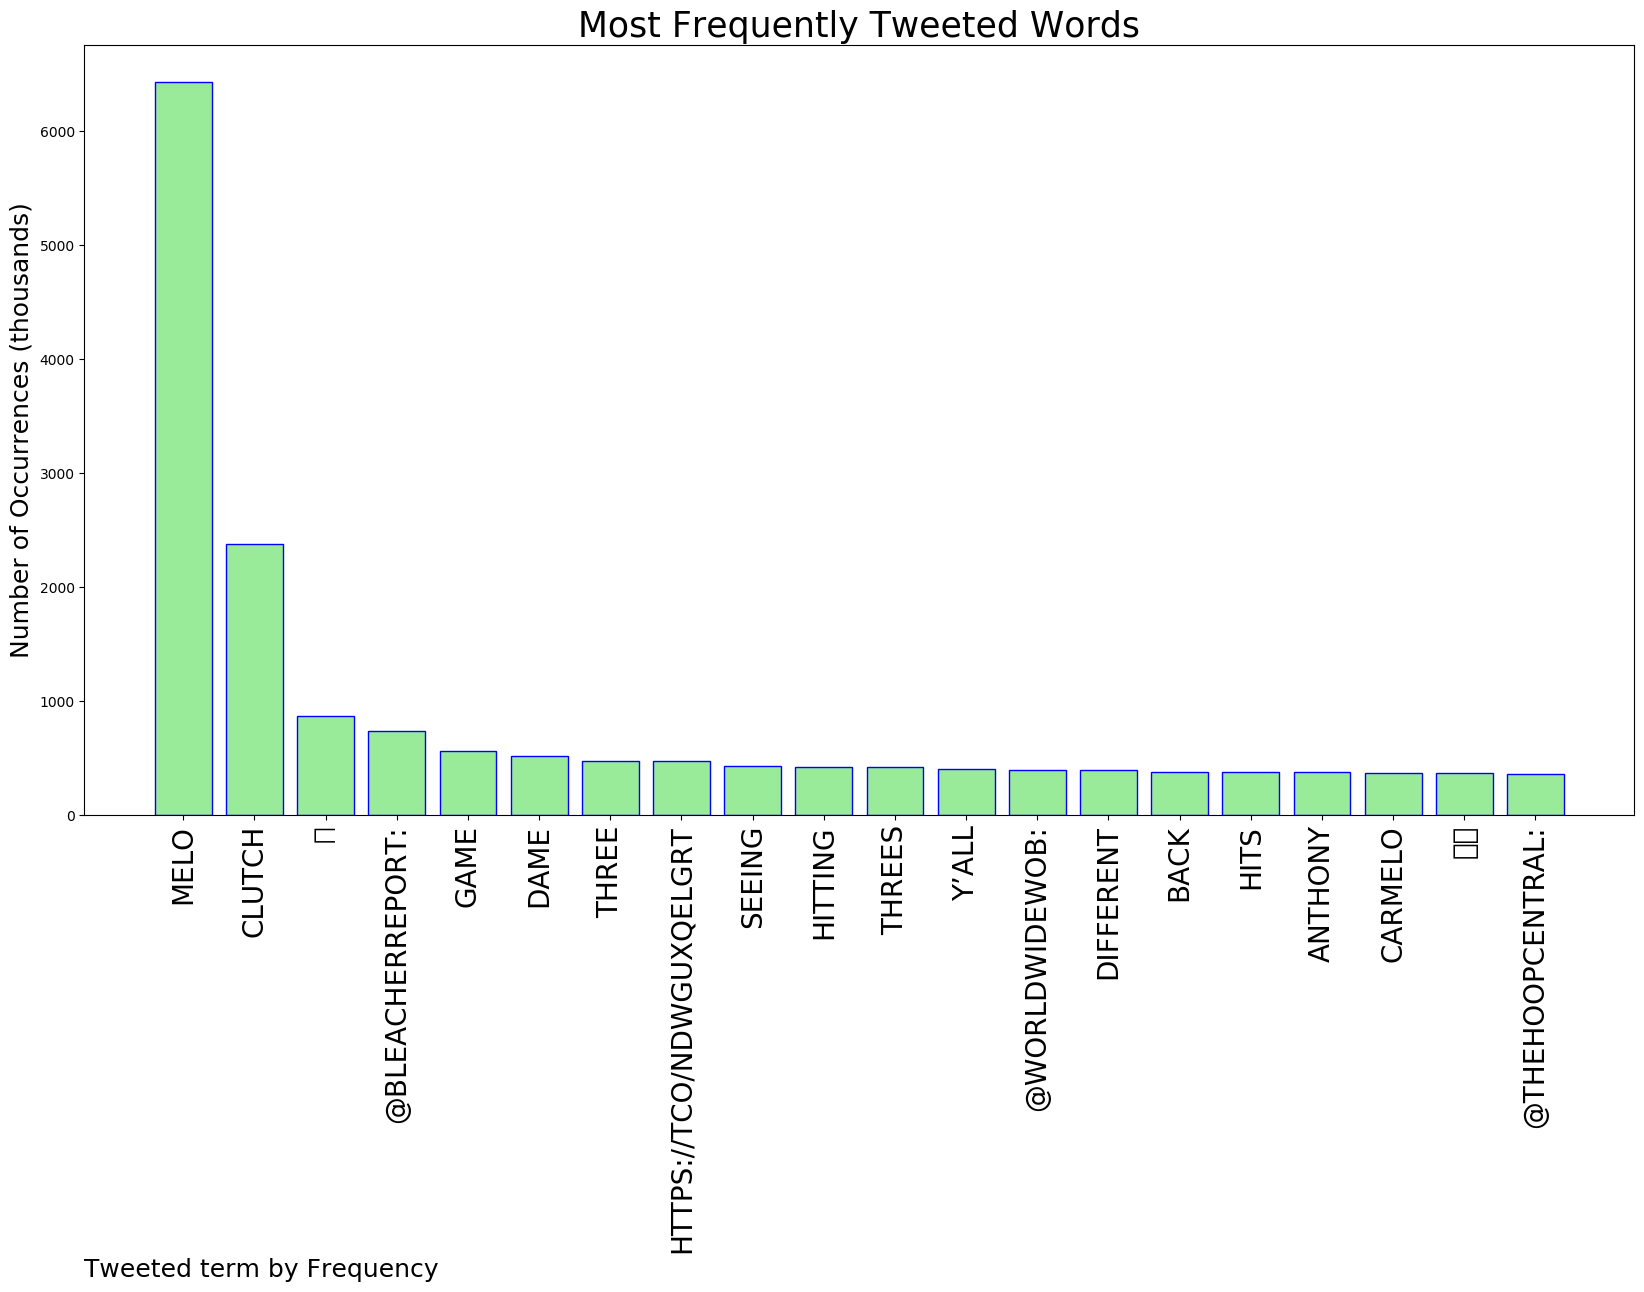 Most Frequently Tweeted Words
Number of Occurrences (thousands)
6000
5000
4000
3000
2000
1000
0
MELO
CLUTCH
@BLEACHERREPORT:
GAME
DAME
THREE
HTTPS://TCO/NDWGUXQELGRT
SEEING
HITTING
THREES
Y’ALL
@WORLDWIDEWOB:
DIFFERENT
BACK
HITS
ANTHONY
CARMELO
@THEHOOPCENTRAL:
Tweeted term by Frequency